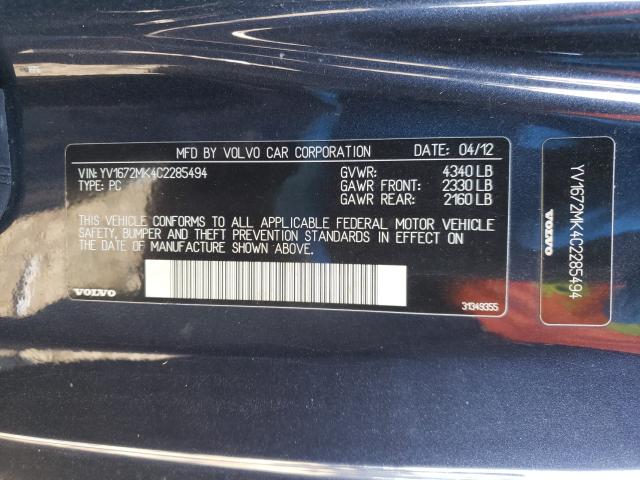 MFD BY VOLVO CAR CORPORATION DATE: 04/12
VIN: YV1672MK4C2285494 GVWR: 4340 LB
TYPE: PC GAWR FRONT: 2330 LB
GAWR REAR: 2160 LB
THIS VEHICLE CONFORMS TO ALL APPLICABLE FEDERAL MOTOR VEHICLE
SAFETY, BUMPER AND THEFT PREVENTION STANDARDS IN EFFECT ON
THE DATE OF MANUFACTURE SHOWN ABOVE.
VOLVO 31349355
YV1672MK4C2285494
VOLVO